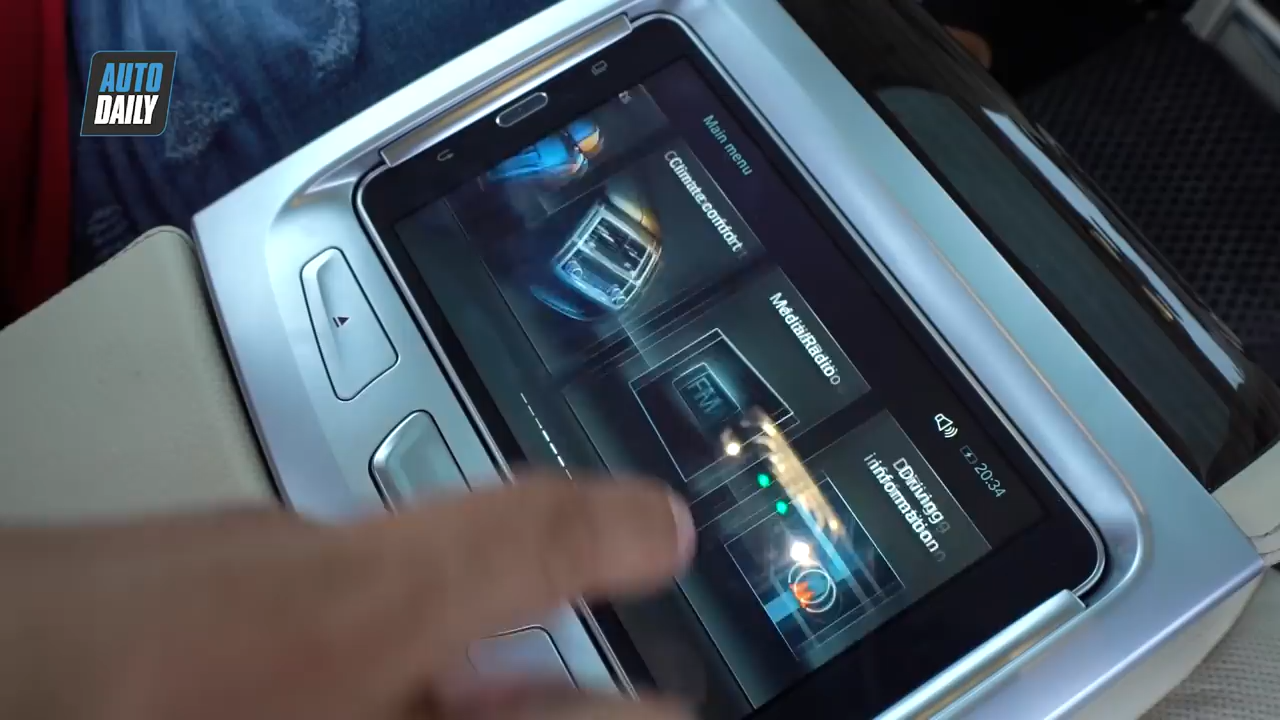 AUTO
DAILY
Main menu
Climate comfort
Media/Radio
FM
Driving
information
20:34